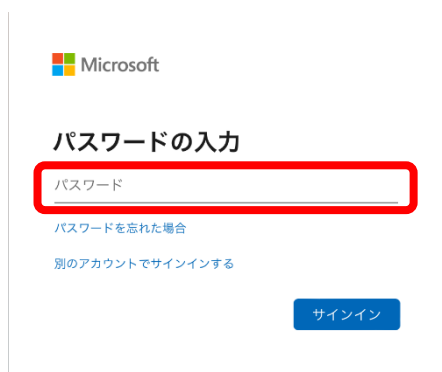 Microsoft
パスワードの入力
パスワード
パスワードを忘れた場合
別のアカウントでサインインする
サインイン